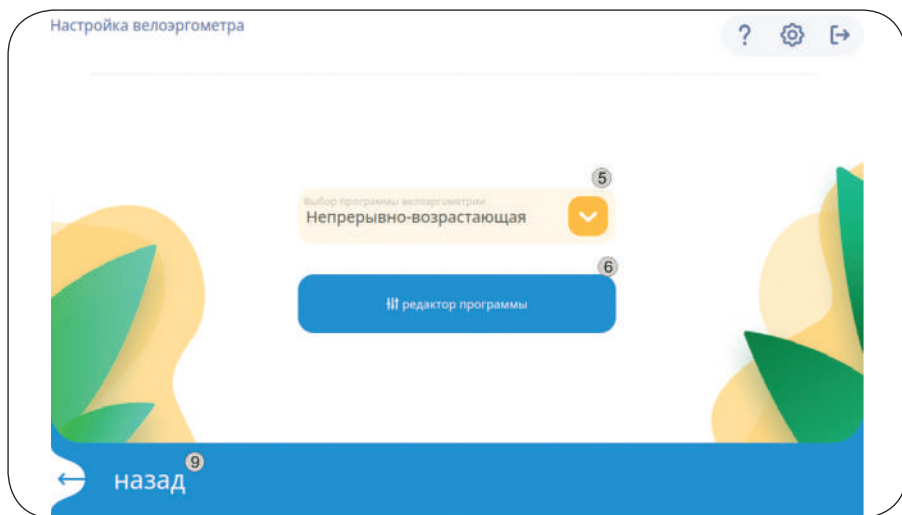 Настройка велоэргометра
?
5
Выбор программы велоэргометрии
Непрерывно-возрастающая
6
редактор программы
9
← назад